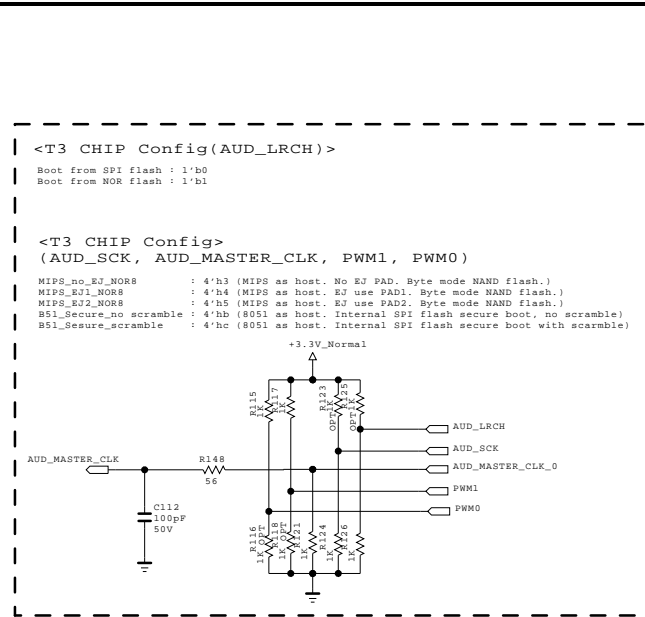 <T3 CHIP Config(AUD_LRCH)>
Boot from SPI flash : 1'b0
Boot from NOR flash : 1'b1
<T3 CHIP Config>
(AUD_SCK, AUD_MASTER_CLK, PWM1, PWM0)
MIPS_no_EJ_NOR8 : 4'h3 (MIPS as host. No EJ PAD. Byte mode NAND flash.)
MIPS_EJ1_NOR8 : 4'h4 (MIPS as host. EJ use PAD1. Byte mode NAND flash.)
MIPS_EJ2_NOR8 : 4'h5 (MIPS as host. EJ use PAD2. Byte mode NAND flash.)
B51_Secure_no scramble : 4'hb (8051 as host. Internal SPI flash secure boot, no scramble)
B51_Sesure_scramble : 4'hc (8051 as host. Internal SPI flash secure boot with scarmble)
+3.3V_Normal
R115
1K
R117
1K
R123
OPT 1K
R125
OPT 1K
AUD_LRCH
AUD_SCK
AUD_MASTER_CLK
R148
56
AUD_MASTER_CLK_0
PWM1
PWM0
C112
100pF
50V
R116
1K OPT
R118
1K OPT
R121
1K
R124
1K
R126
1K